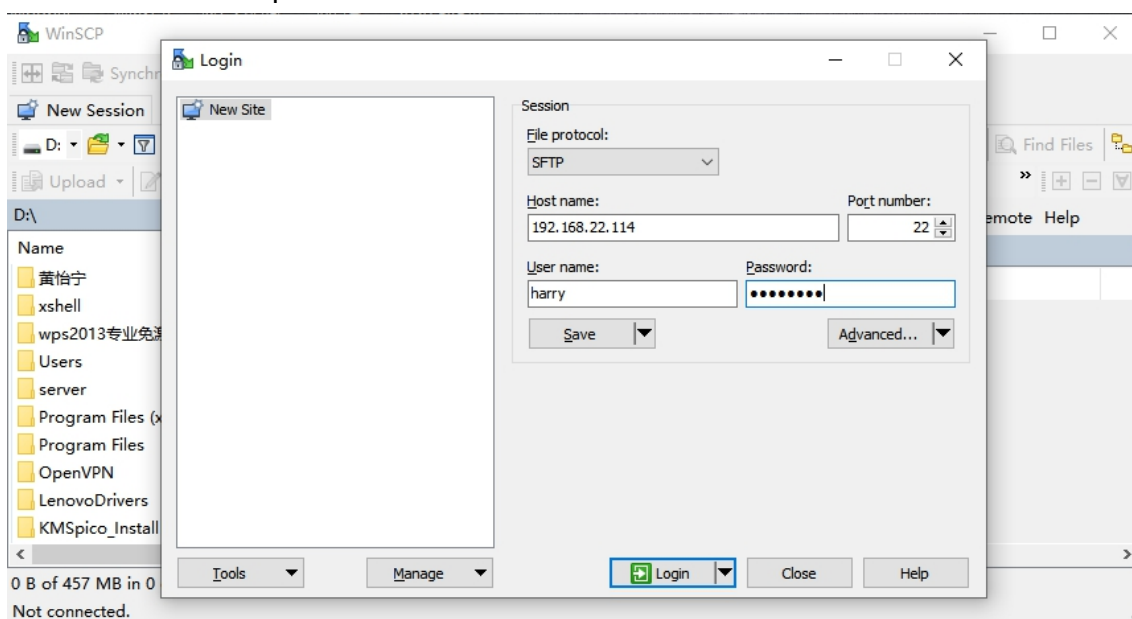 WinSCP
Login
Synchr
New Session
New Site
Session
File protocol:
SFTP
D:
Find Files
Upload
Host name:
Port number:
192.168.22.114
22
D:\
emote Help
Name
User name:
Password:
harry
黄怡宁
xshell
wps2013专业免激
Save
Advanced...
Users
server
Program Files (x
Program Files
OpenVPN
LenovoDrivers
KMSpico_Install
Tools
Manage
Login
Close
Help
0 B of 457 MB in 0
Not connected.